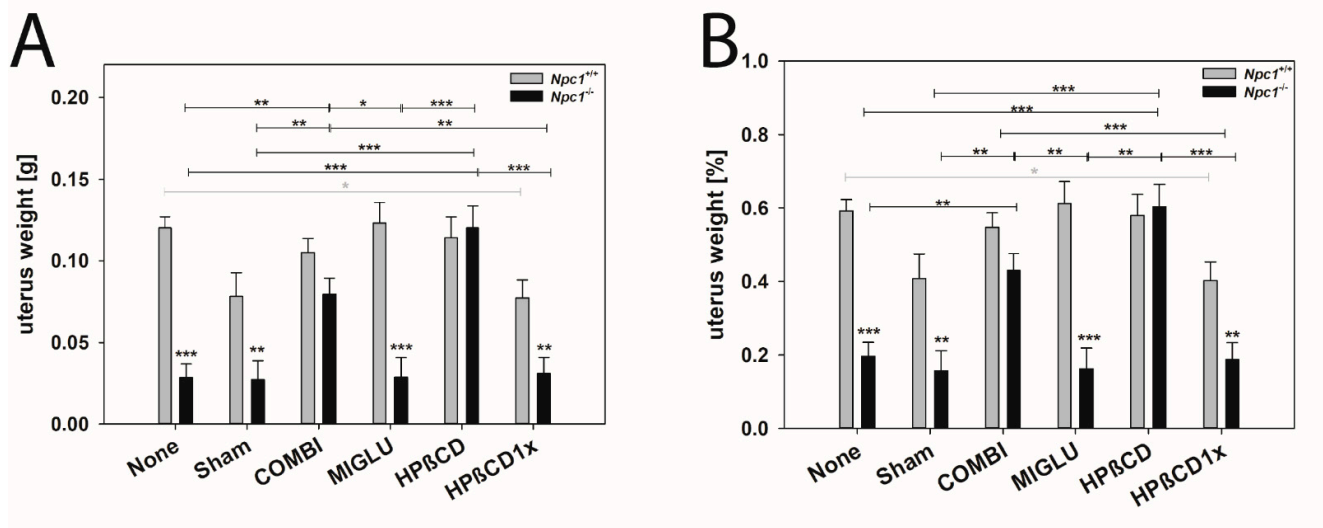 A
uterus weight [g]
0.20
0.15
0.10
0.05
0.00
Npc1+/+
Npc1-/-
** * ***
** **
***
*** ***
*
*** ** *** **
None Sham COMBI MIGLU HPßCD HPßCD1x
B
uterus weight [%]
1.0
0.8
0.6
0.4
0.2
0.0
Npc1+/+
Npc1-/-
***
***
***
** ** ** ***
*
**
*** ** *** **
None Sham COMBI MIGLU HPßCD HPßCD1x